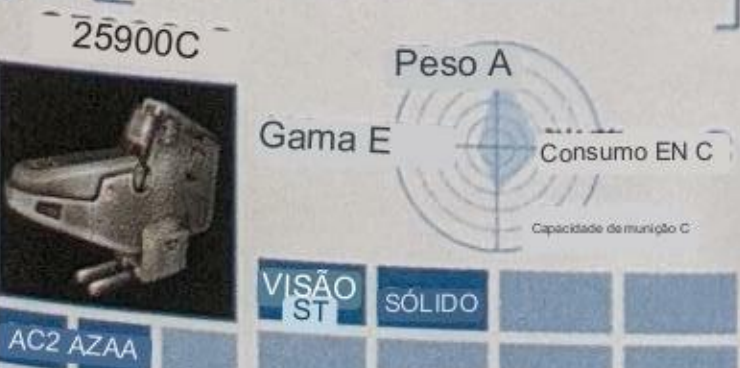 25900C
Peso A
Gama E
Consumo EN C
Capacidade de munição C
VISÃO
ST
SÓLIDO
AC2 AZAA